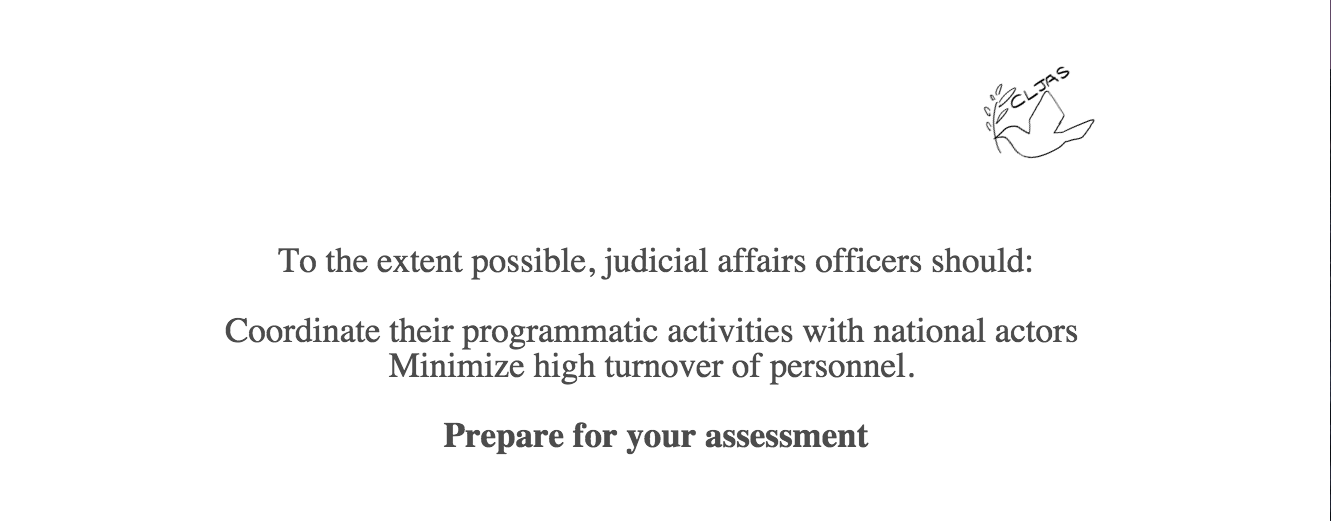 CLJAS
To the extent possible, judicial affairs officers should:
Coordinate their programmatic activities with national actors
Minimize high turnover of personnel.
Prepare for your assessment